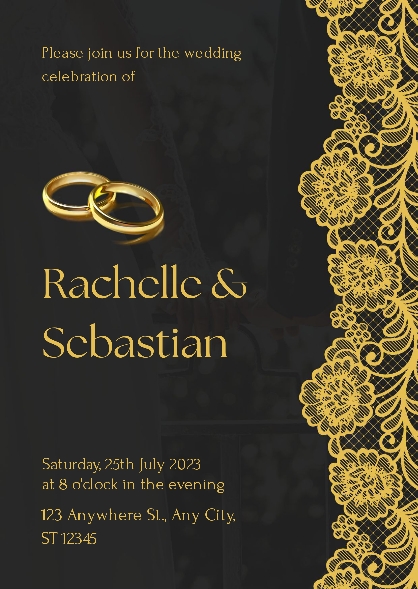 Please join us for the wedding
celebration of
Rachelle &
Sebastian
Saturday, 25th July 2023
at 8 o'clock in the evening
123 Anywhere St., Any City,
ST 12345